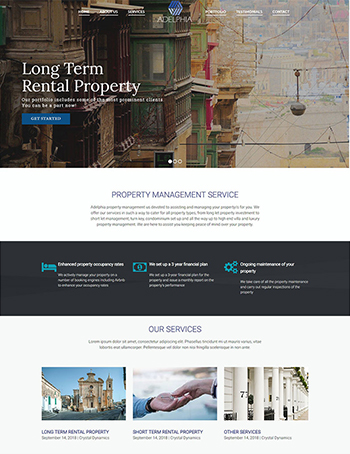 HOME ABOUT US SERVICES ADELPHIA PORTFOLIO TESTIMONIALS CONTACT
Long Term
Rental Property
Our portfolio includes some of the most prominent clients
You can be a part now!
GET STARTED
PROPERTY MANAGEMENT SERVICE
Adelphia property management us devoted to assisting and managing your property/s for you. We
offer our services in such a way to cater for all property types; from long let property investment to
short let management, turn key, condominium set up and all the way up to high end villa and luxury
property management. We are here to assist you keeping peace of mind over your property.
Enhanced property occupancy rates
We actively manage your property on a
number of booking engines including Airbnb
to enhance your occupancy rates.
We set up a 3-year financial plan
We set up a 3-year financial plan for the
property and issue a monthly report on the
property's performance
Ongoing maintenance of your
property
We take care of all the property maintenance
and carry out regular inspections of the
property
OUR SERVICES
Lorem ipsum dolor sit amet, consectetur adipiscing elit. Phasellus tincidunt mi ut mauris varius, vel
lobortis metus elementum. Pellentesque vel dolor non nisi fringilla scelerisque in non orci
LONG TERM RENTAL PROPERTY
September 14, 2018 | Crystal Dynamics
SHORT TERM RENTAL PROPERTY
September 14, 2018 | Crystal Dynamics
OTHER SERVICES
September 14, 2018 | Crystal Dynamics